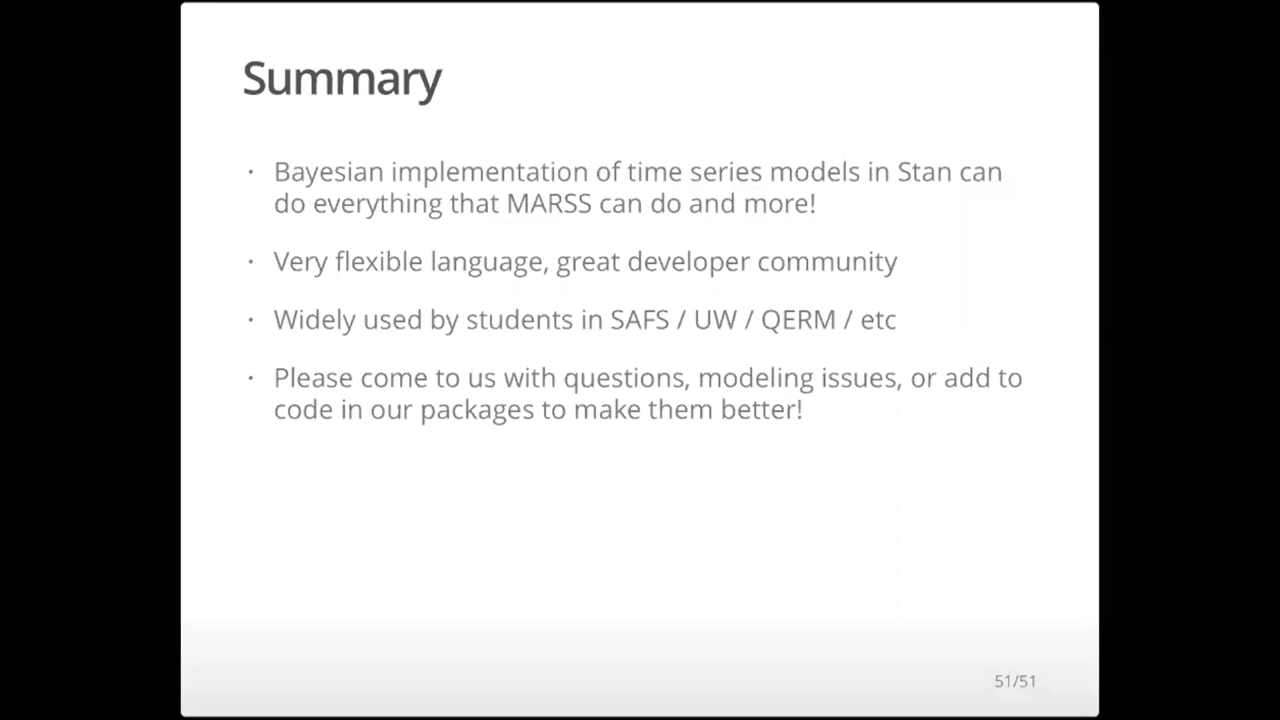 Summary
· Bayesian implementation of time series models in Stan can
do everything that MARSS can do and more!
· Very flexible language, great developer community
· Widely used by students in SAFS / UW / QERM / etc
· Please come to us with questions, modeling issues, or add to
code in our packages to make them better!
51/51